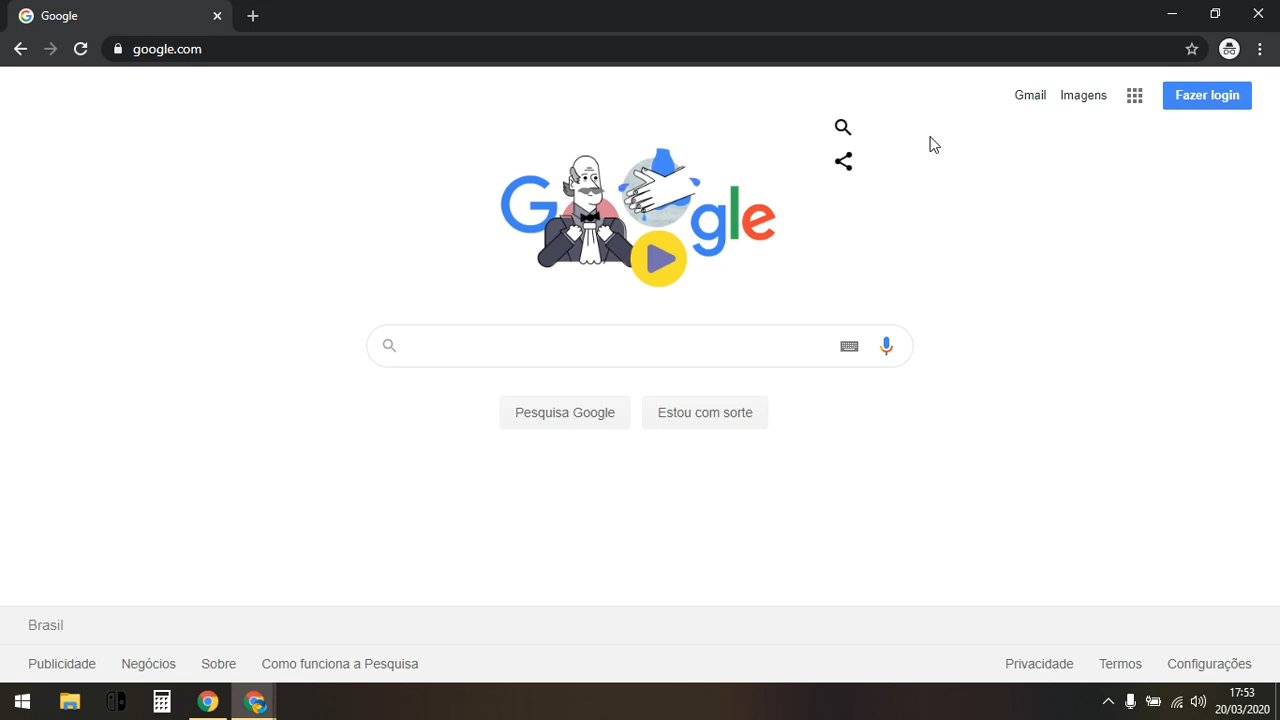 Google
google.com
Gmail Imagens Fazer login
G gle
Pesquisa Google Estou com sorte
Brasil
Publicidade Negócios Sobre Como funciona a Pesquisa Privacidade Termos Configurações
17:53
20/03/2020